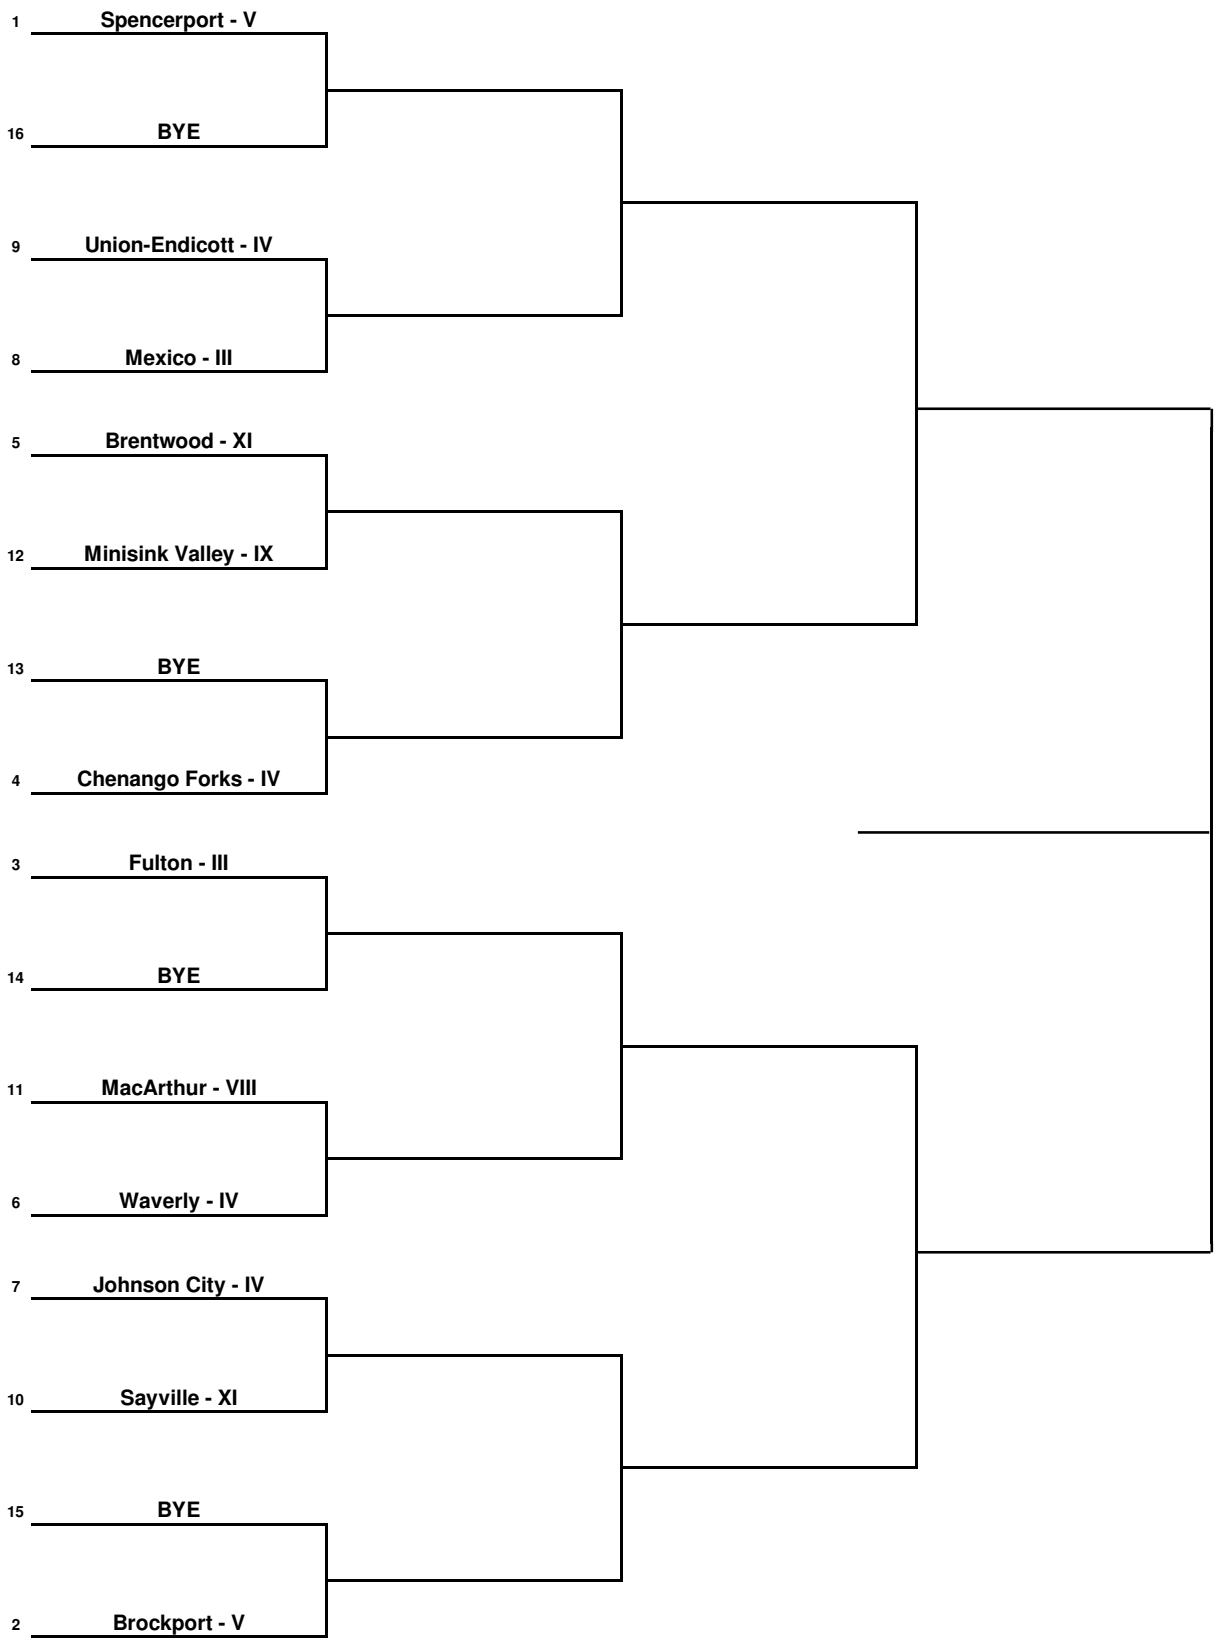 1 Spencerport - V
16 BYE
9 Union-Endicott - IV
8 Mexico - III
5 Brentwood - XI
12 Minisink Valley - IX
13 BYE
4 Chenango Forks - IV
3 Fulton - III
14 BYE
11 MacArthur - VIII
6 Waverly - IV
7 Johnson City - IV
10 Sayville - XI
15 BYE
2 Brockport - V